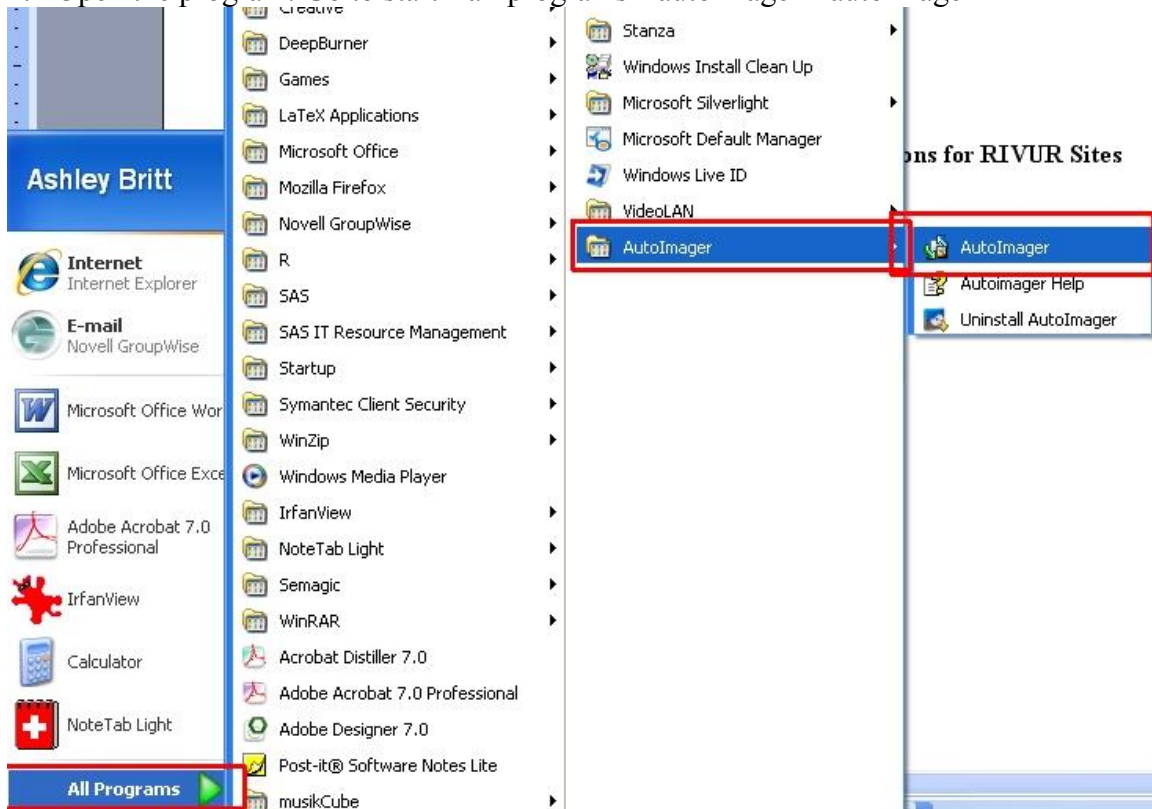 Ashley Britt
Internet
Internet Explorer
E-mail
Novell GroupWise
Microsoft Office Wor
Microsoft Office Exce
Adobe Acrobat 7.0
Professional
IrfanView
Calculator
NoteTab Light
All Programs
Creative
DeepBurner
Games
LaTeX Applications
Microsoft Office
Mozilla Firefox
Novell GroupWise
R
SAS
SAS IT Resource Management
Startup
Symantec Client Security
WinZip
Windows Media Player
IrfanView
NoteTab Light
Semagic
WinRAR
Acrobat Distiller 7.0
Adobe Acrobat 7.0 Professional
Adobe Designer 7.0
Post-it® Software Notes Lite
musikCube
Stanza
Windows Install Clean Up
Microsoft Silverlight
Microsoft Default Manager
Windows Live ID
VideoLAN
AutoImager
ons for RIVUR Sites
AutoImager
Autoimager Help
Uninstall AutoImager